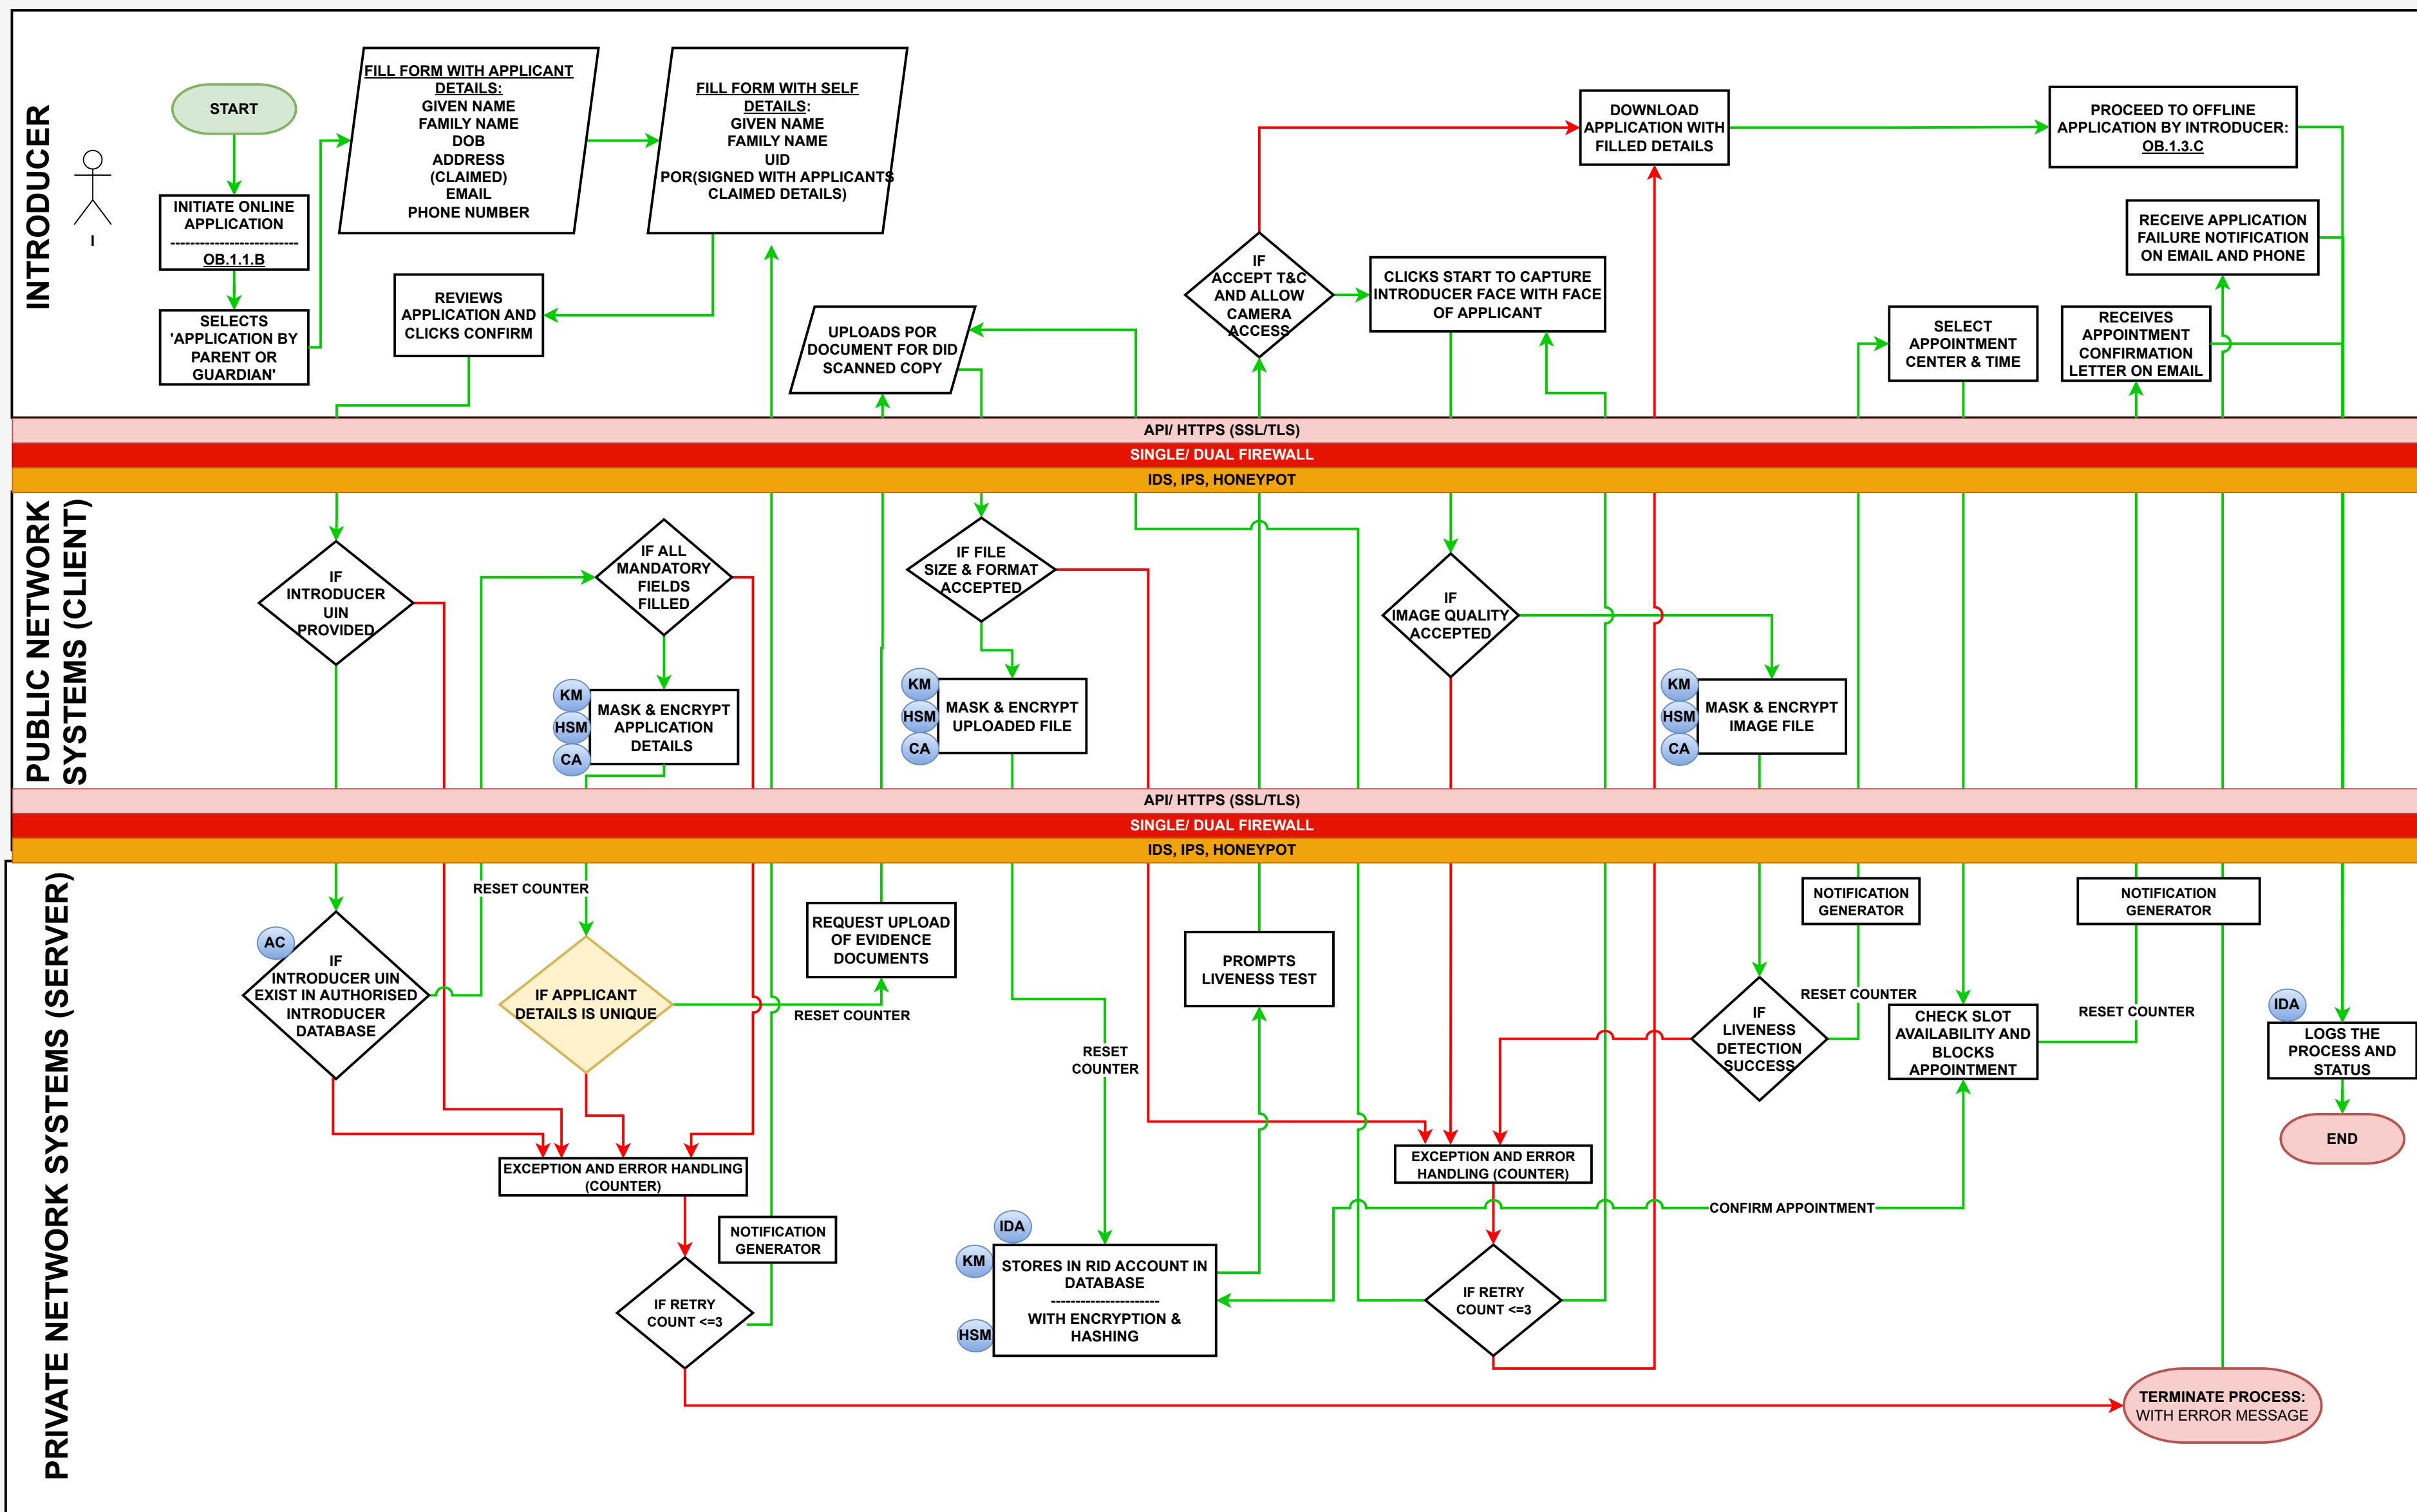 INTRODUCER
I
START
INITIATE ONLINE
APPLICATION
--------------------------
OB.1.1.B
SELECTS
'APPLICATION BY
PARENT OR
GUARDIAN'
FILL FORM WITH APPLICANT
DETAILS:
GIVEN NAME
FAMILY NAME
DOB
ADDRESS
(CLAIMED)
EMAIL
PHONE NUMBER
FILL FORM WITH SELF
DETAILS:
GIVEN NAME
FAMILY NAME
UID
POR(SIGNED WITH APPLICANTS
CLAIMED DETAILS)
REVIEWS
APPLICATION AND
CLICKS CONFIRM
UPLOADS POR
DOCUMENT FOR DID
SCANNED COPY
IF
ACCEPT T&C
AND ALLOW
CAMERA
ACCESS
CLICKS START TO CAPTURE
INTRODUCER FACE WITH FACE
OF APPLICANT
DOWNLOAD
APPLICATION WITH
FILLED DETAILS
PROCEED TO OFFLINE
APPLICATION BY INTRODUCER:
OB.1.3.C
RECEIVE APPLICATION
FAILURE NOTIFICATION
ON EMAIL AND PHONE
SELECT
APPOINTMENT
CENTER & TIME
RECEIVES
APPOINTMENT
CONFIRMATION
LETTER ON EMAIL
API/ HTTPS (SSL/TLS)
SINGLE/ DUAL FIREWALL
IDS, IPS, HONEYPOT
PUBLIC NETWORK
SYSTEMS (CLIENT)
IF
INTRODUCER
UIN
PROVIDED
IF ALL
MANDATORY
FIELDS
FILLED
KM
HSM
CA
MASK & ENCRYPT
APPLICATION
DETAILS
IF FILE
SIZE & FORMAT
ACCEPTED
KM
HSM
CA
MASK & ENCRYPT
UPLOADED FILE
IF
IMAGE QUALITY
ACCEPTED
KM
HSM
CA
MASK & ENCRYPT
IMAGE FILE
API/ HTTPS (SSL/TLS)
SINGLE/ DUAL FIREWALL
IDS, IPS, HONEYPOT
PRIVATE NETWORK SYSTEMS (SERVER)
AC
IF
INTRODUCER UIN
EXIST IN AUTHORISED
INTRODUCER
DATABASE
RESET COUNTER
IF APPLICANT
DETAILS IS UNIQUE
RESET COUNTER
REQUEST UPLOAD
OF EVIDENCE
DOCUMENTS
EXCEPTION AND ERROR HANDLING
(COUNTER)
NOTIFICATION
GENERATOR
IF RETRY
COUNT <=3
RESET
COUNTER
PROMPTS
LIVENESS TEST
IDA
KM
HSM
STORES IN RID ACCOUNT IN
DATABASE
----------------------
WITH ENCRYPTION &
HASHING
EXCEPTION AND ERROR
HANDLING (COUNTER)
IF RETRY
COUNT <=3
IF
LIVENESS
DETECTION
SUCCESS
NOTIFICATION
GENERATOR
RESET COUNTER
CHECK SLOT
AVAILABILITY AND
BLOCKS
APPOINTMENT
CONFIRM APPOINTMENT
NOTIFICATION
GENERATOR
RESET COUNTER
IDA
LOGS THE
PROCESS AND
STATUS
END
TERMINATE PROCESS:
WITH ERROR MESSAGE